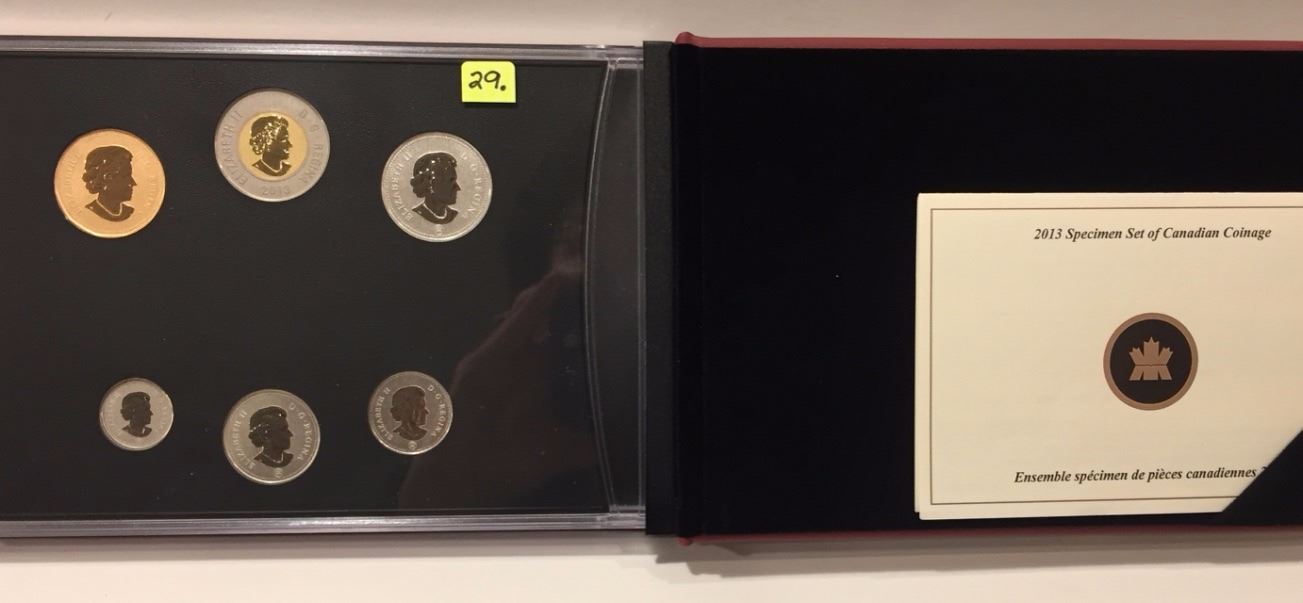 29.
ELIZABETH II D·G·REGINA
2013
ELIZABETH II D·G·REGINA
ELIZABETH II D·G·REGINA
ELIZABETH II D·G·REGINA
2013 Specimen Set of Canadian Coinage
Ensemble spécimen de pièces canadiennes